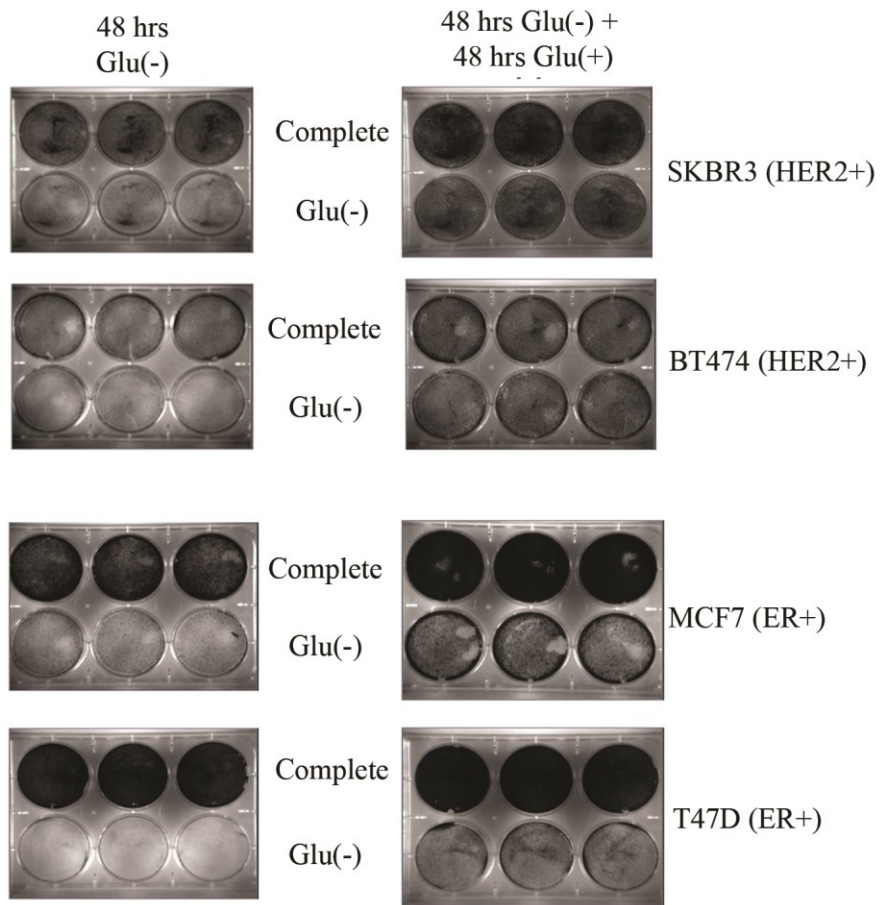 48 hrs
Glu(-)
48 hrs Glu(-) +
48 hrs Glu(+)
Complete
Glu(-)
SKBR3 (HER2+)
Complete
Glu(-)
BT474 (HER2+)
Complete
Glu(-)
MCF7 (ER+)
Complete
Glu(-)
T47D (ER+)